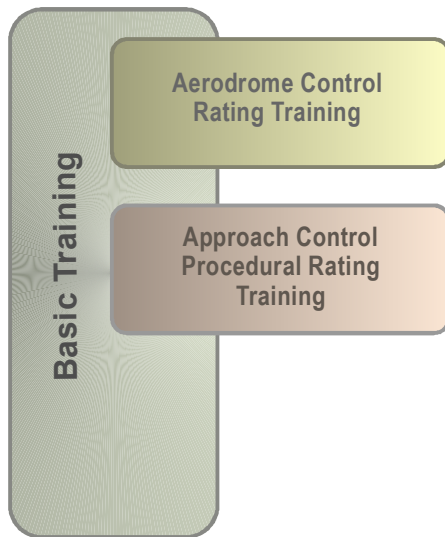 Basic Training
Aerodrome Control
Rating Training
Approach Control
Procedural Rating
Training